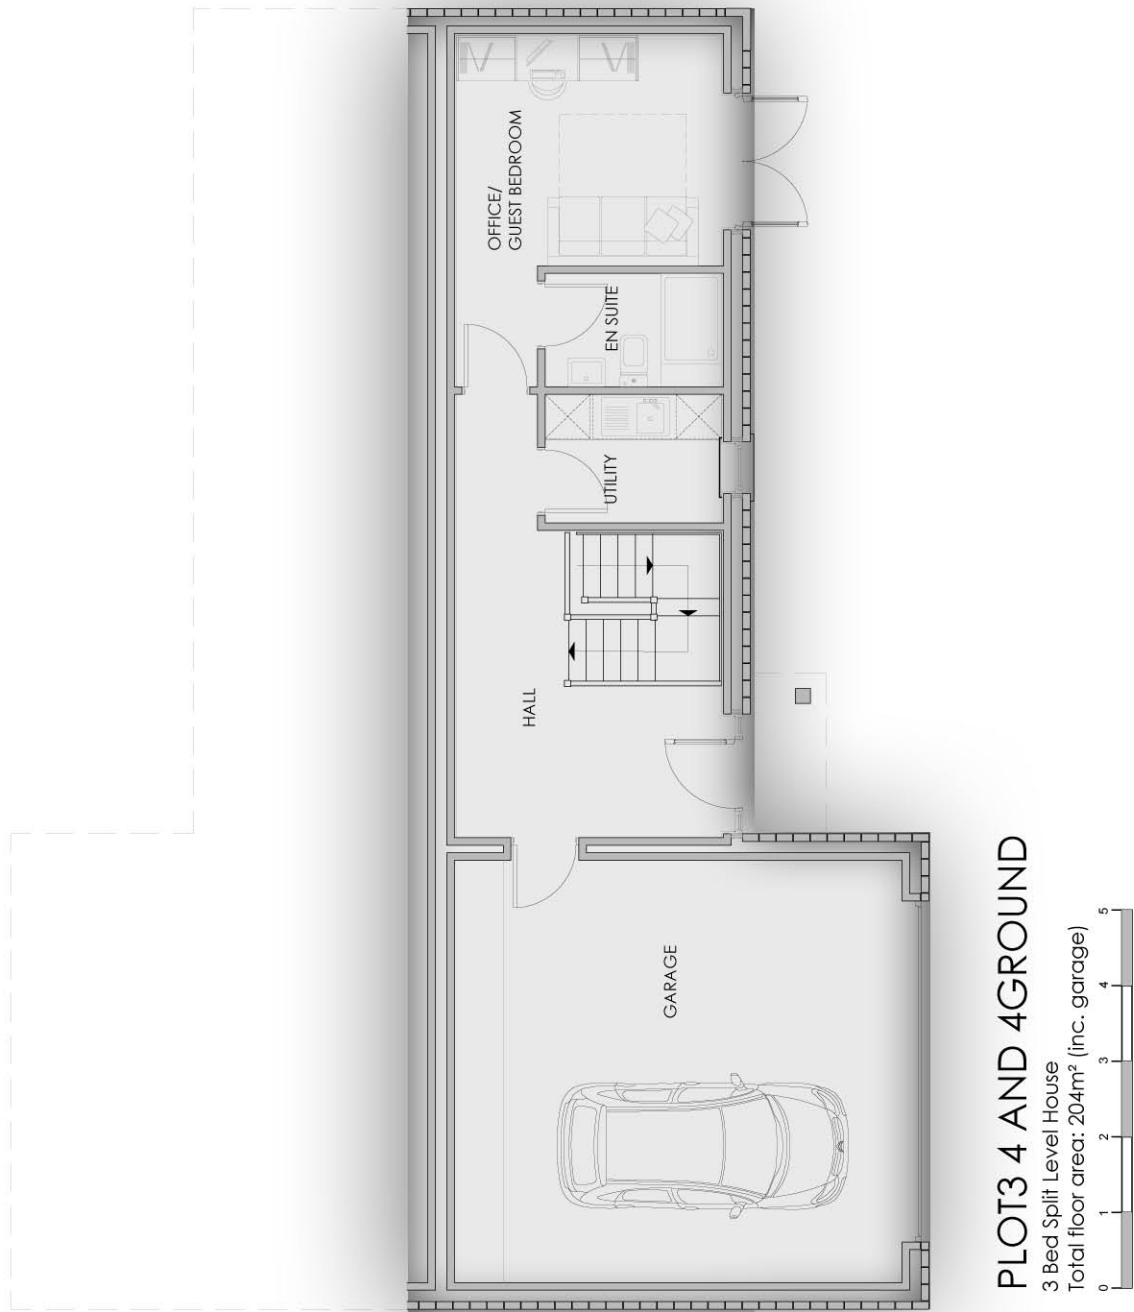 OFFICE/
GUEST BEDROOM
EN SUITE
UTILITY
HALL
GARAGE
PLOT3 4 AND 4GROUND
3 Bed Split Level House
Total floor area: 204m² (inc. garage)
0 1 2 3 4 5